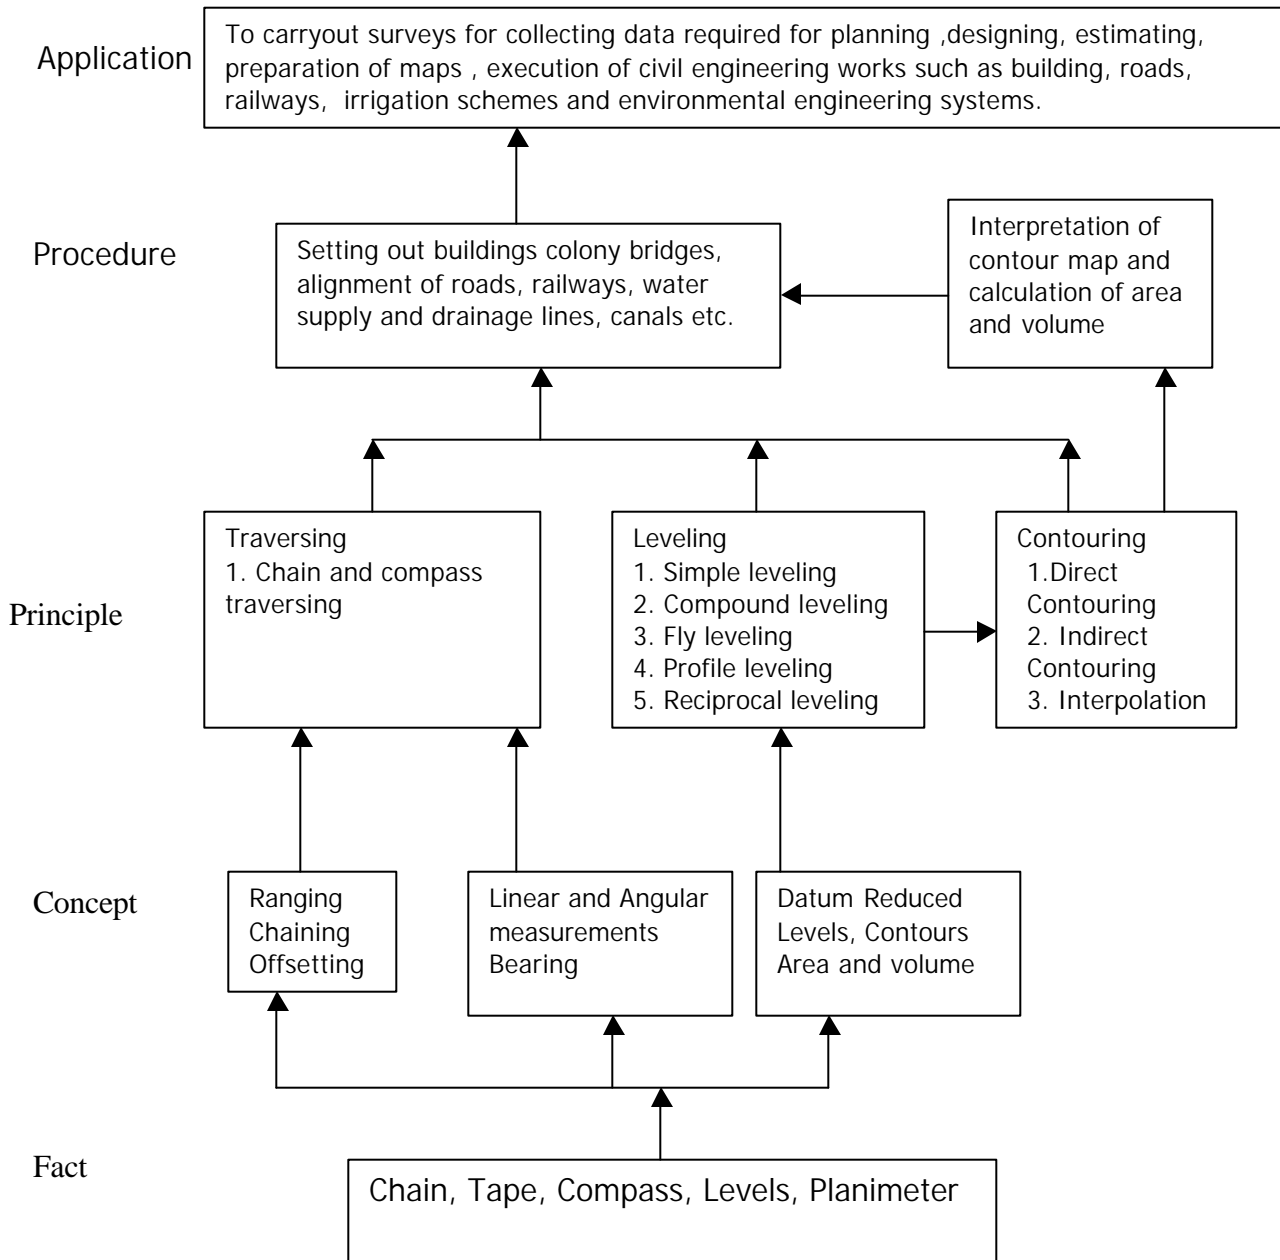 Application
To carryout surveys for collecting data required for planning ,designing, estimating,
preparation of maps , execution of civil engineering works such as building, roads,
railways,  irrigation schemes and environmental engineering systems.
Procedure
Setting out buildings colony bridges,
alignment of roads, railways, water
supply and drainage lines, canals etc.
Interpretation of
contour map and
calculation of area
and volume
Principle
Traversing
1. Chain and compass
traversing
Leveling
1. Simple leveling
2. Compound leveling
3. Fly leveling
4. Profile leveling
5. Reciprocal leveling
Contouring
1.Direct
Contouring
2. Indirect
Contouring
3. Interpolation
Concept
Ranging
Chaining
Offsetting
Linear and Angular
measurements
Bearing
Datum Reduced
Levels, Contours
Area and volume
Fact
Chain, Tape, Compass, Levels, Planimeter